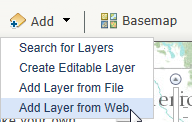 Add Basemap
Search for Layers
Create Editable Layer
Add Layer from File
Add Layer from Web